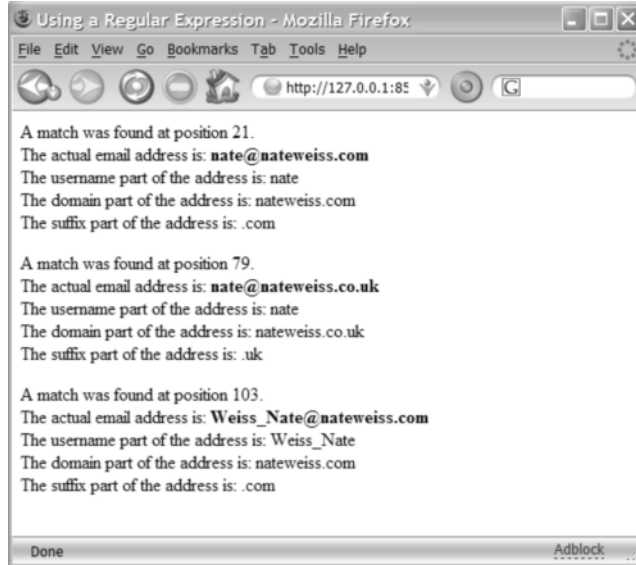 Using a Regular Expression - Mozilla Firefox
File Edit View Go Bookmarks Tab Tools Help
http://127.0.0.1:85 G
A match was found at position 21.
The actual email address is: nate@nateweiss.com
The username part of the address is: nate
The domain part of the address is: nateweiss.com
The suffix part of the address is: .com
A match was found at position 79.
The actual email address is: nate@nateweiss.co.uk
The username part of the address is: nate
The domain part of the address is: nateweiss.co.uk
The suffix part of the address is: .uk
A match was found at position 103.
The actual email address is: Weiss_Nate@nateweiss.com
The username part of the address is: Weiss_Nate
The domain part of the address is: nateweiss.com
The suffix part of the address is: .com
Done Adblock